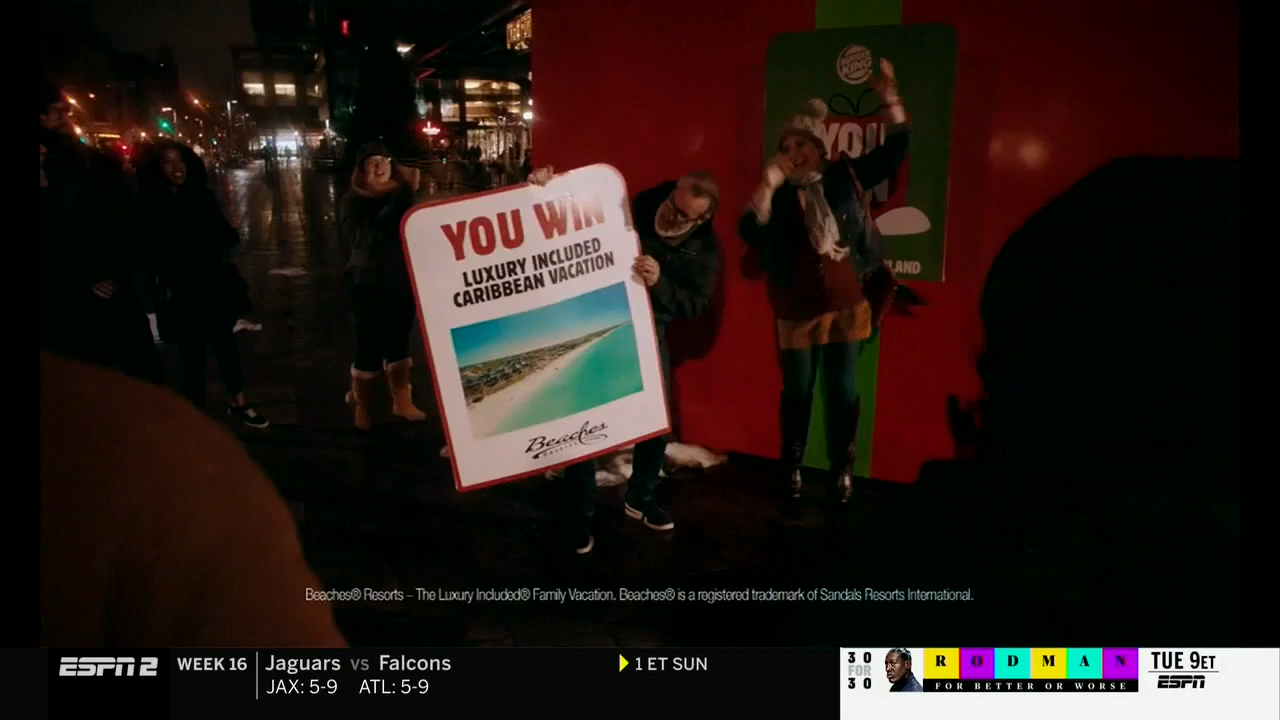 BURGER
KING
YOU
LAND
YOU WIN
LUXURY INCLUDED
CARIBBEAN VACATION
Beaches
Beaches® Resorts – The Luxury Included® Family Vacation. Beaches® is a registered trademark of Sandals Resorts International.
ESPN 2
WEEK 16
Jaguars vs Falcons
JAX: 5-9 ATL: 5-9
1 ET SUN
30
FOR
30
RODMAN
FOR BETTER OR WORSE
TUE 9ET
ESPN